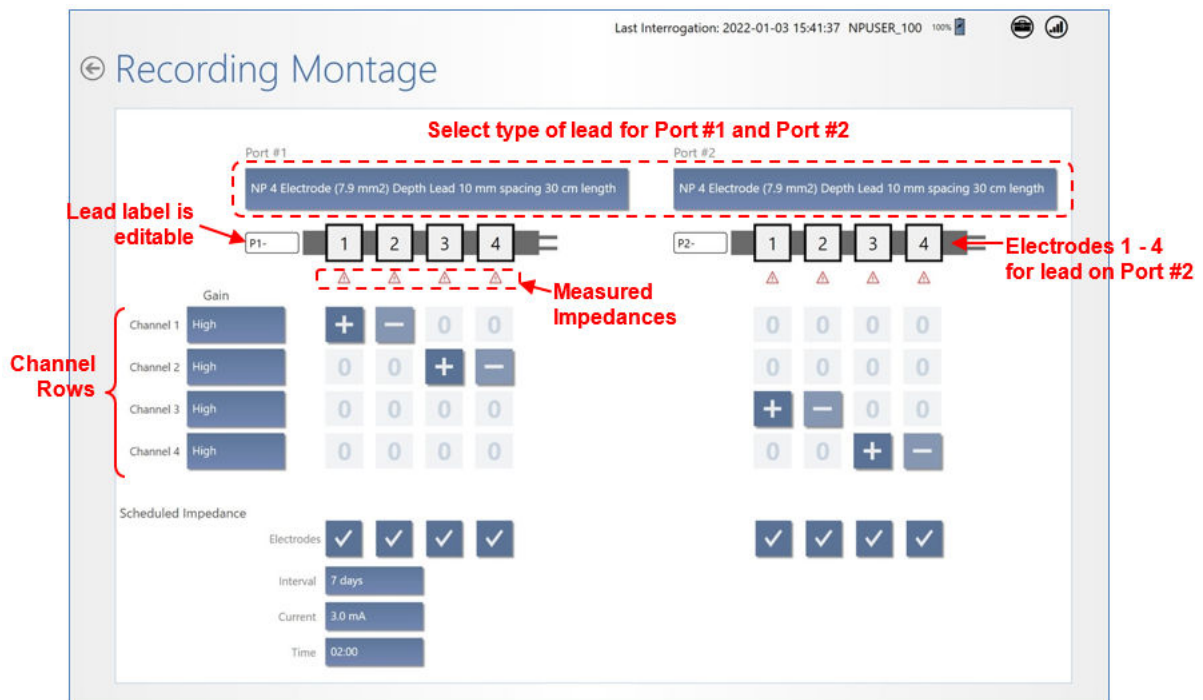 Last Interrogation: 2022-01-03 15:41:37 NPUSER_100 100%
Recording Montage
Select type of lead for Port #1 and Port #2
Port #1
Port #2
NP 4 Electrode (7.9 mm2) Depth Lead 10 mm spacing 30 cm length
NP 4 Electrode (7.9 mm2) Depth Lead 10 mm spacing 30 cm length
Lead label is
editable
P1-
1 2 3 4
P2-
1 2 3 4
Electrodes 1 - 4
for lead on Port #2
Measured
Impedances
Gain
Channel
Rows
Channel 1 High + − 0 0 0 0 0 0
Channel 2 High 0 0 + − 0 0 0 0
Channel 3 High 0 0 0 0 + − 0 0
Channel 4 High 0 0 0 0 0 0 + −
Scheduled Impedance
Electrodes
Interval 7 days
Current 3.0 mA
Time 02:00